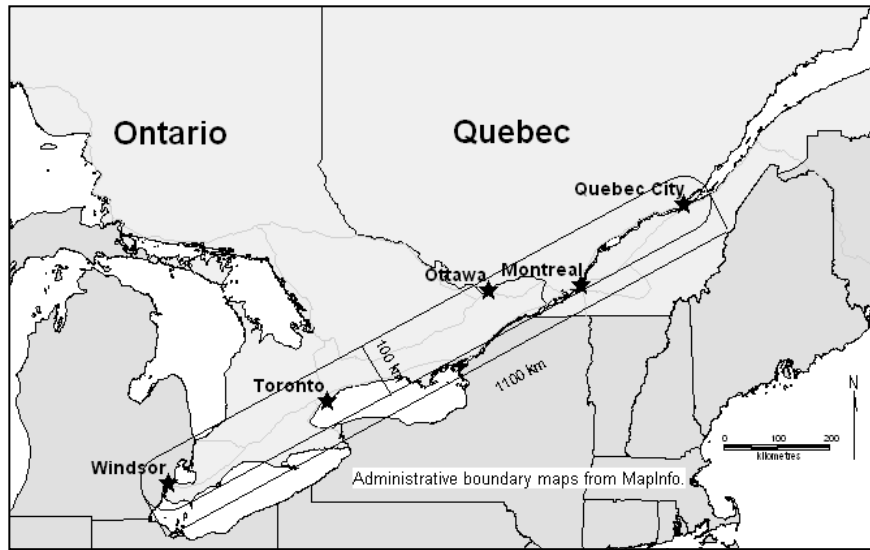 Ontario
Quebec
Quebec City
Ottawa
Montreal
100 km
1100 km
Toronto
N
0 100 200
kilometres
Windsor
Administrative boundary maps from MapInfo.